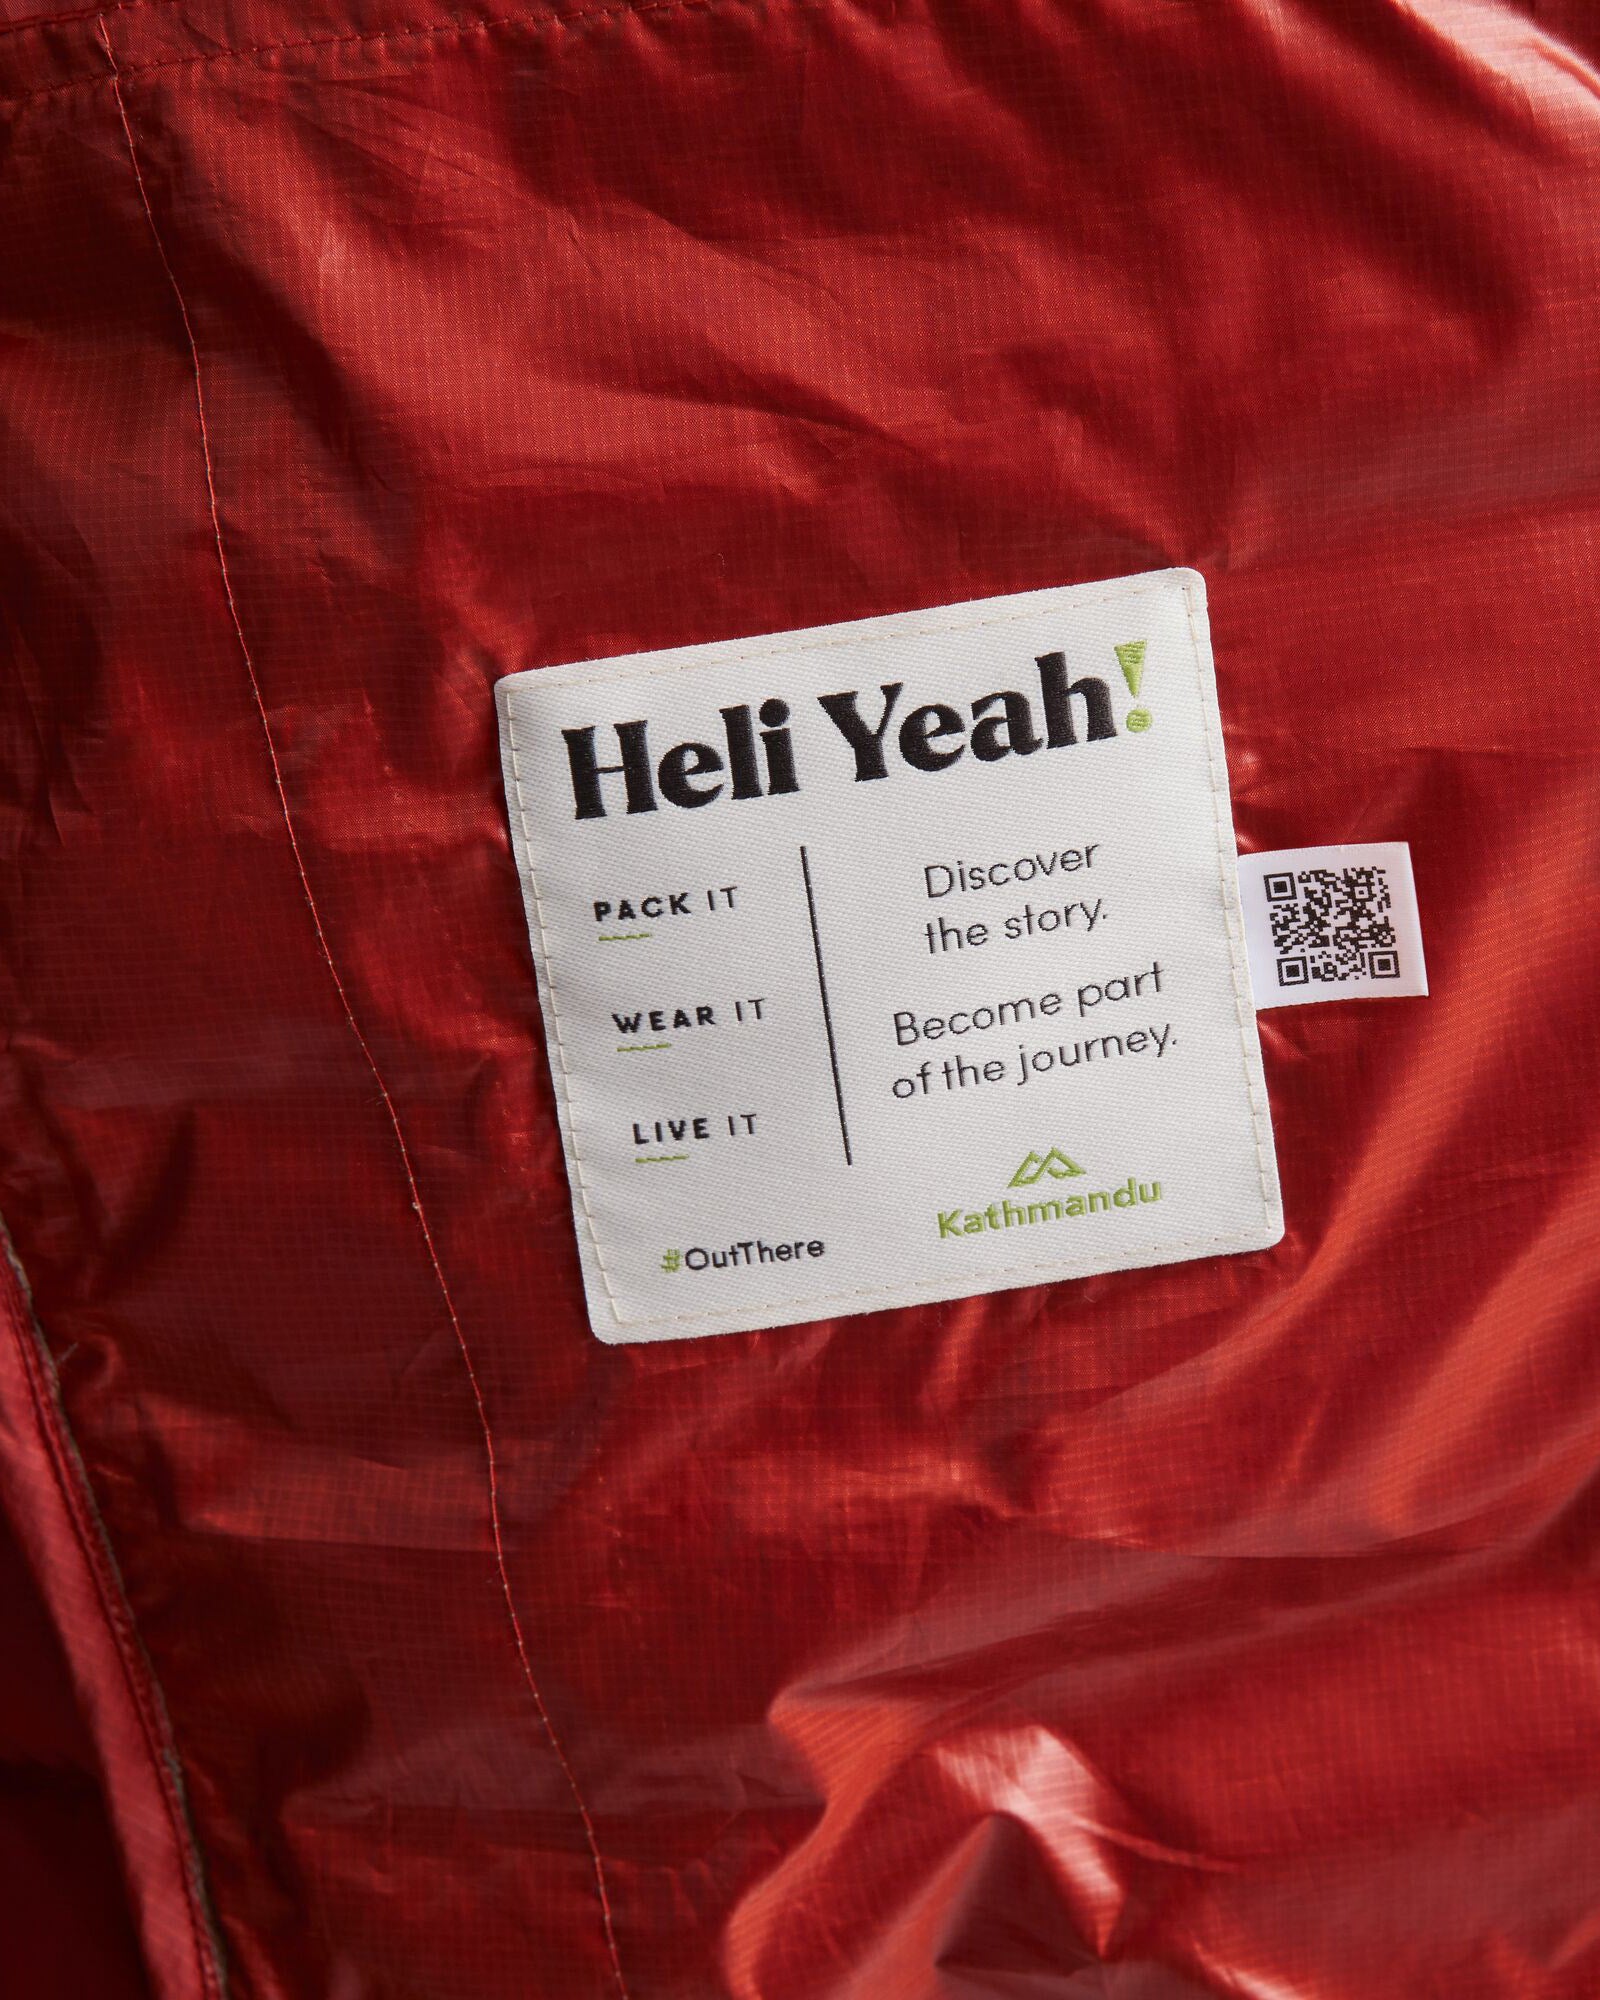 Heli Yeah!
PACK IT
WEAR IT
LIVE IT
#OutThere
Discover
the story.
Become part
of the journey.
Kathmandu